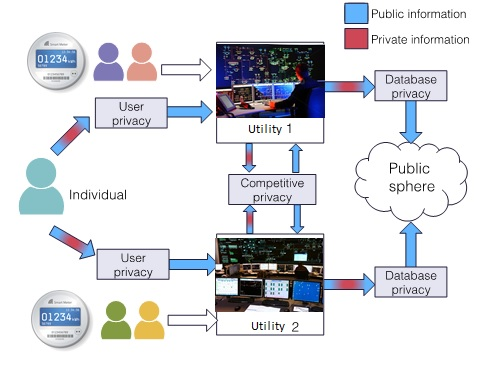 Public information
Private information
01234
User
privacy
Utility 1
Database
privacy
Individual
Competitive
privacy
Public
sphere
User
privacy
01234
Utility 2
Database
privacy